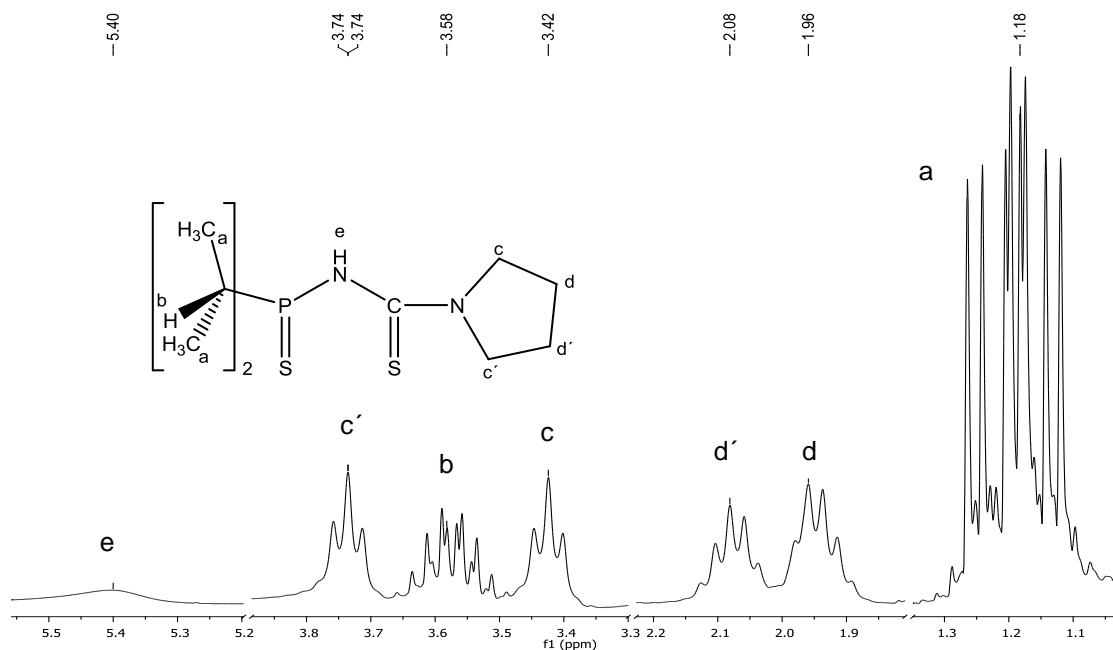 5.40
3.74
3.74
3.58
3.42
2.08
1.96
1.18
a
e
H3Ca
H
N
c
b
H
P
C
N
d
H3Ca
d´
2
S
S
c´
c´
b
c
d´
d
e
5.5 5.4 5.3 5.2 3.8 3.7 3.6 3.5 3.4 3.3 2.2 2.1 2.0 1.9 1.3 1.2 1.1
f1 (ppm)